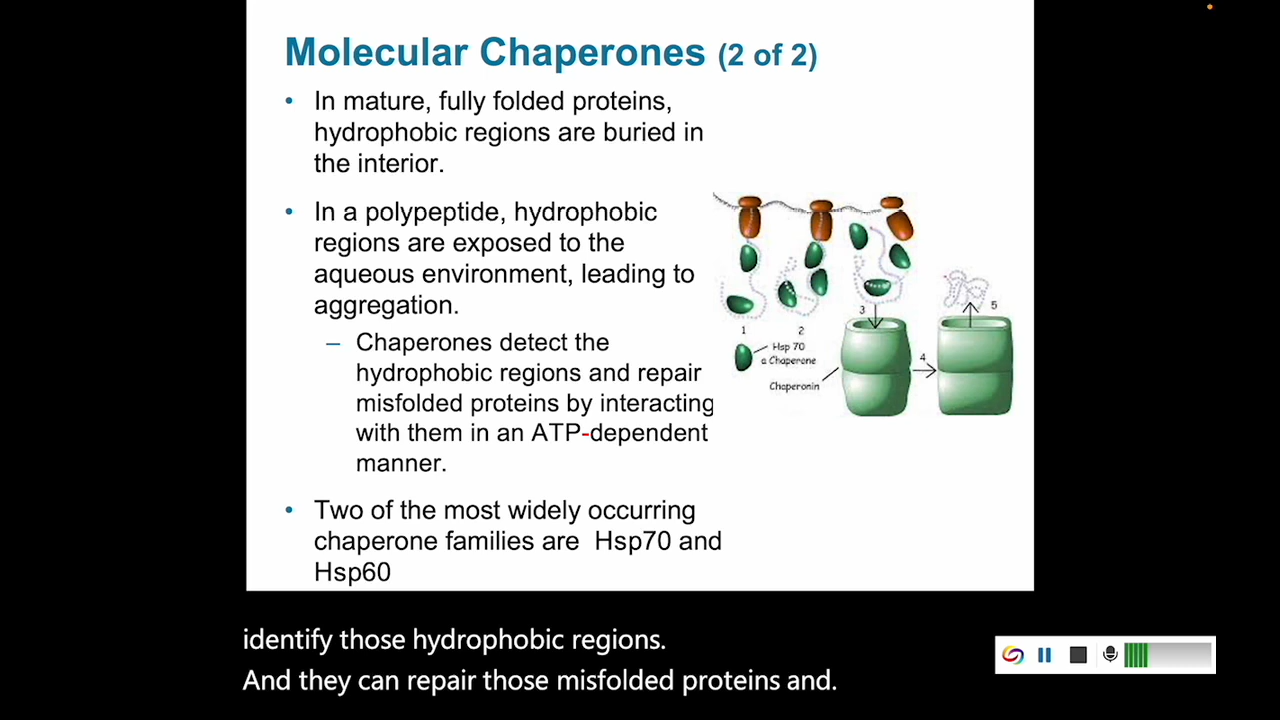 Molecular Chaperones (2 of 2)
• In mature, fully folded proteins,
hydrophobic regions are buried in
the interior.
• In a polypeptide, hydrophobic
regions are exposed to the
aqueous environment, leading to
aggregation.
– Chaperones detect the
hydrophobic regions and repair
misfolded proteins by interacting
with them in an ATP-dependent
manner.
• Two of the most widely occurring
chaperone families are Hsp70 and
Hsp60
1
2
3
4
5
Hsp 70
a Chaperone
Chaperonin
identify those hydrophobic regions.
And they can repair those misfolded proteins and.